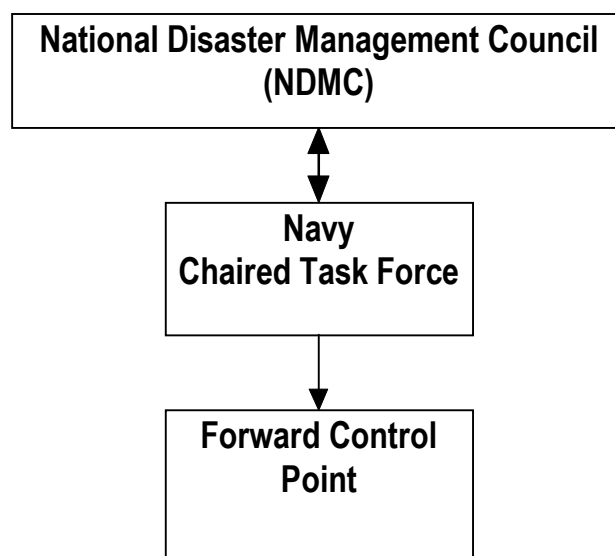 National Disaster Management Council
(NDMC)
Navy
Chaired Task Force
Forward Control
Point